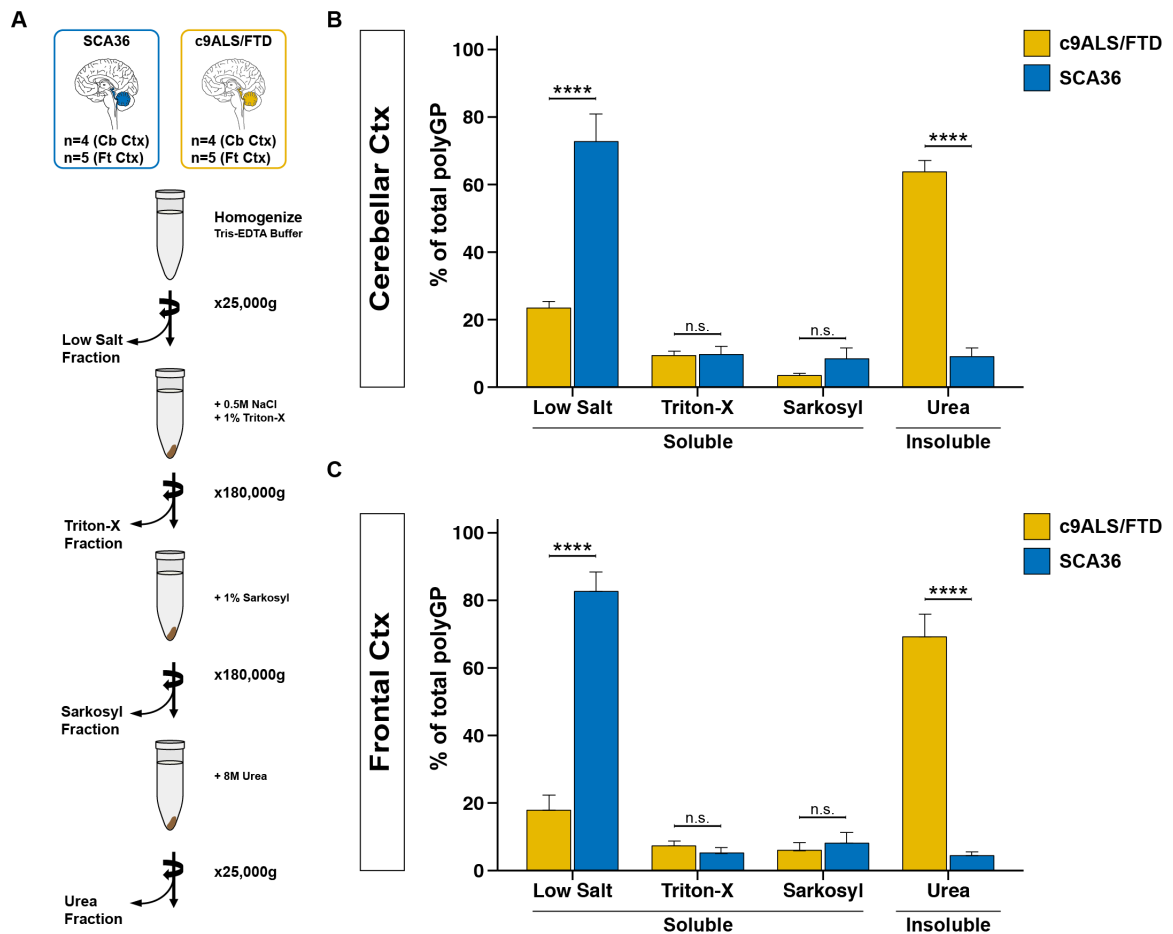 A
SCA36
n=4 (Cb Ctx)
n=5 (Ft Ctx)
c9ALS/FTD
n=4 (Cb Ctx)
n=5 (Ft Ctx)
Homogenize
Tris-EDTA Buffer
x25,000g
Low Salt
Fraction
+ 0.5M NaCl
+ 1% Triton-X
x180,000g
Triton-X
Fraction
+ 1% Sarkosyl
x180,000g
Sarkosyl
Fraction
+ 8M Urea
x25,000g
Urea
Fraction
B
Cerebellar Ctx
% of total polyGP
100
80
60
40
20
0
****
n.s.
n.s.
****
Low Salt
Triton-X
Sarkosyl
Urea
Soluble
Insoluble
c9ALS/FTD
SCA36
C
Frontal Ctx
% of total polyGP
100
80
60
40
20
0
****
n.s.
n.s.
****
Low Salt
Triton-X
Sarkosyl
Urea
Soluble
Insoluble
c9ALS/FTD
SCA36